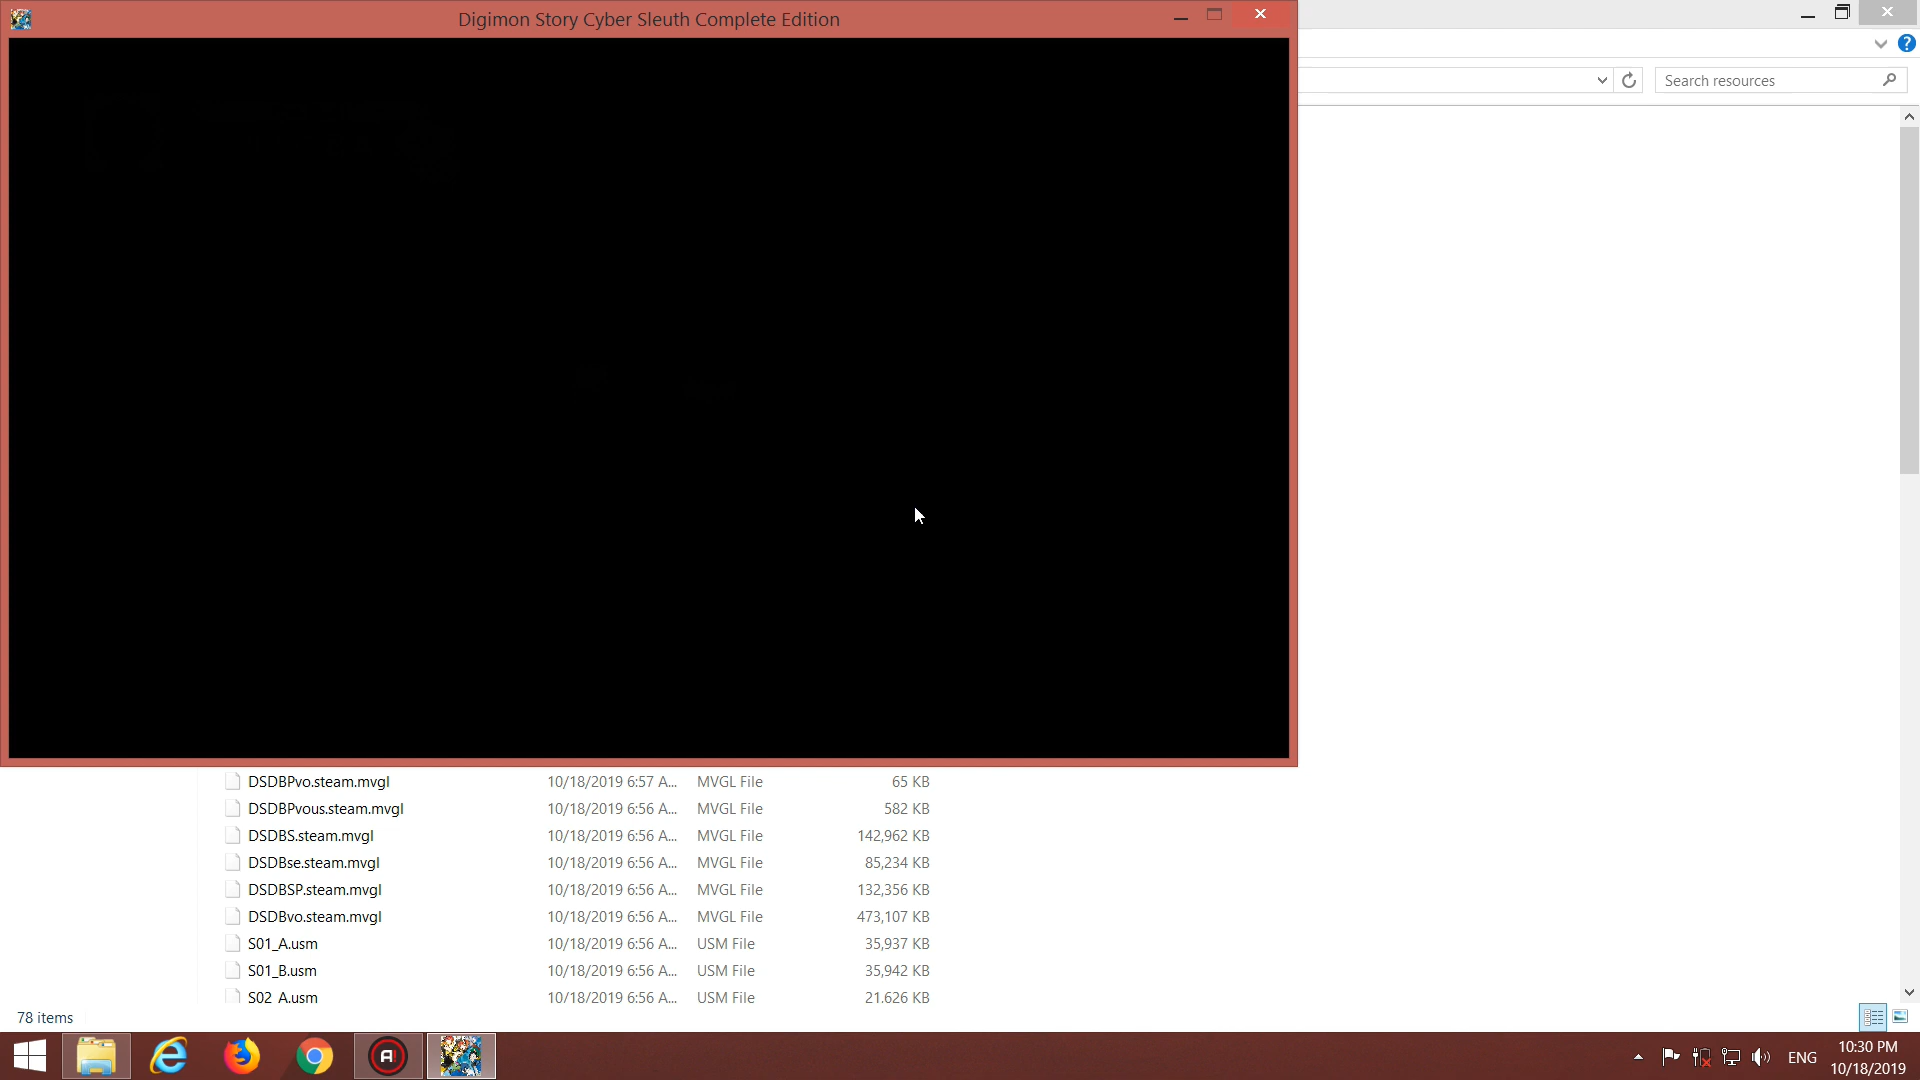 Digimon Story Cyber Sleuth Complete Edition
Search resources
DSDBPvo.steam.mvgl 10/18/2019 6:57 A... MVGL File 65 KB
DSDBPvous.steam.mvgl 10/18/2019 6:56 A... MVGL File 582 KB
DSDBS.steam.mvgl 10/18/2019 6:56 A... MVGL File 142,962 KB
DSDBse.steam.mvgl 10/18/2019 6:56 A... MVGL File 85,234 KB
DSDBSP.steam.mvgl 10/18/2019 6:56 A... MVGL File 132,356 KB
DSDBvo.steam.mvgl 10/18/2019 6:56 A... MVGL File 473,107 KB
S01_A.usm 10/18/2019 6:56 A... USM File 35,937 KB
S01_B.usm 10/18/2019 6:56 A... USM File 35,942 KB
S02_A.usm 10/18/2019 6:56 A... USM File 21,626 KB
78 items
ENG
10:30 PM
10/18/2019